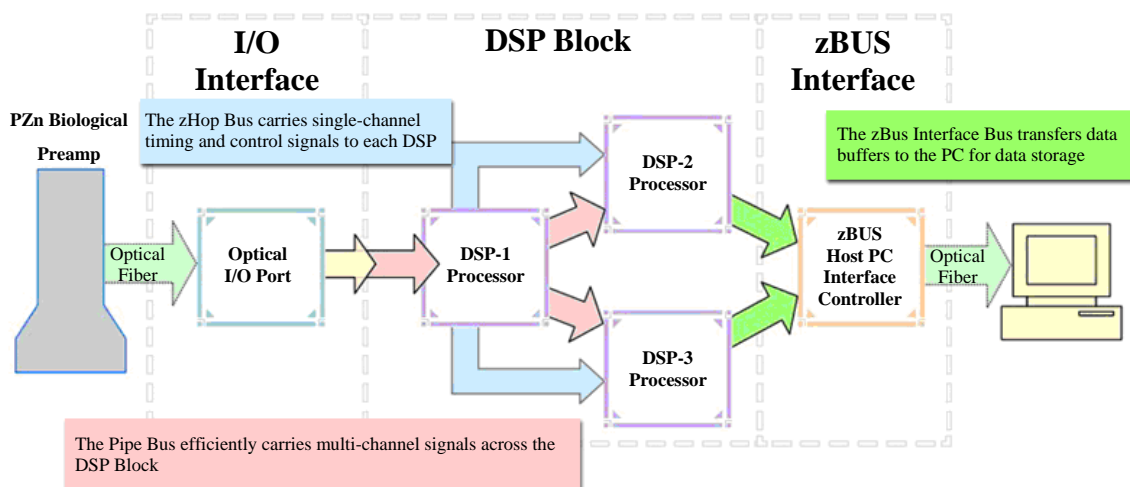 I/O
Interface
DSP Block
zBUS
Interface
PZn Biological
Preamp
The zHop Bus carries single-channel
timing and control signals to each DSP
DSP-2
Processor
The zBus Interface Bus transfers data
buffers to the PC for data storage
Optical
Fiber
Optical
I/O Port
DSP-1
Processor
zBUS
Host PC
Interface
Controller
Optical
Fiber
DSP-3
Processor
The Pipe Bus efficiently carries multi-channel signals across the
DSP Block